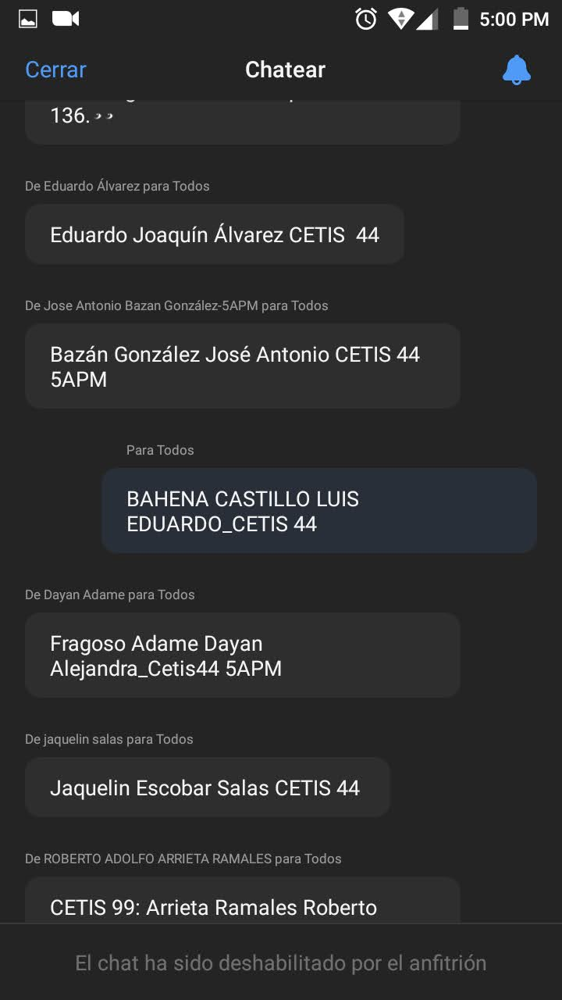 5:00 PM
Cerrar
Chatear
136.
De Eduardo Álvarez para Todos
Eduardo Joaquín Álvarez CETIS  44
De Jose Antonio Bazan González-5APM para Todos
Bazán González José Antonio CETIS 44
5APM
Para Todos
BAHENA CASTILLO LUIS
EDUARDO_CETIS 44
De Dayan Adame para Todos
Fragoso Adame Dayan
Alejandra_Cetis44 5APM
De jaquelin salas para Todos
Jaquelin Escobar Salas CETIS 44
De ROBERTO ADOLFO ARRIETA RAMALES para Todos
CETIS 99: Arrieta Ramales Roberto
El chat ha sido deshabilitado por el anfitrión